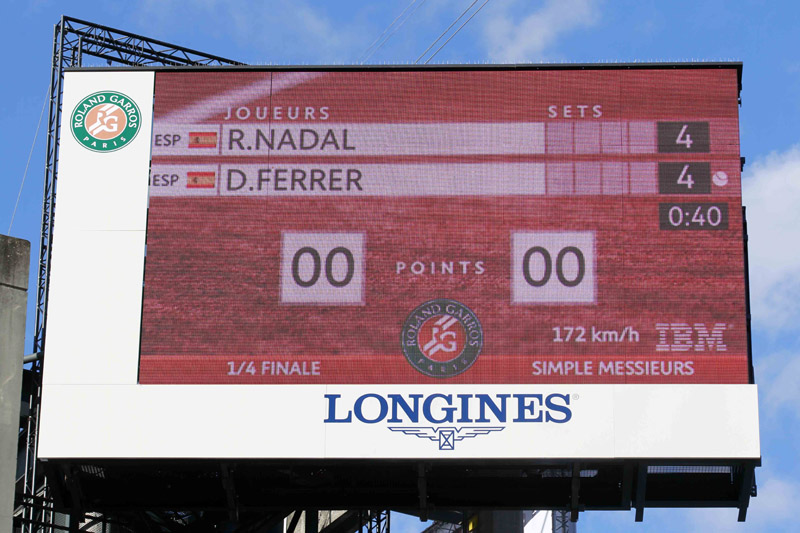 ROLAND GARROS
PARIS
JOUEURS SETS
ESP R.NADAL 4
ESP D.FERRER 4
0:40
00 POINTS 00
ROLAND GARROS
PARIS
172 km/h IBM
1/4 FINALE SIMPLE MESSIEURS
LONGINES®